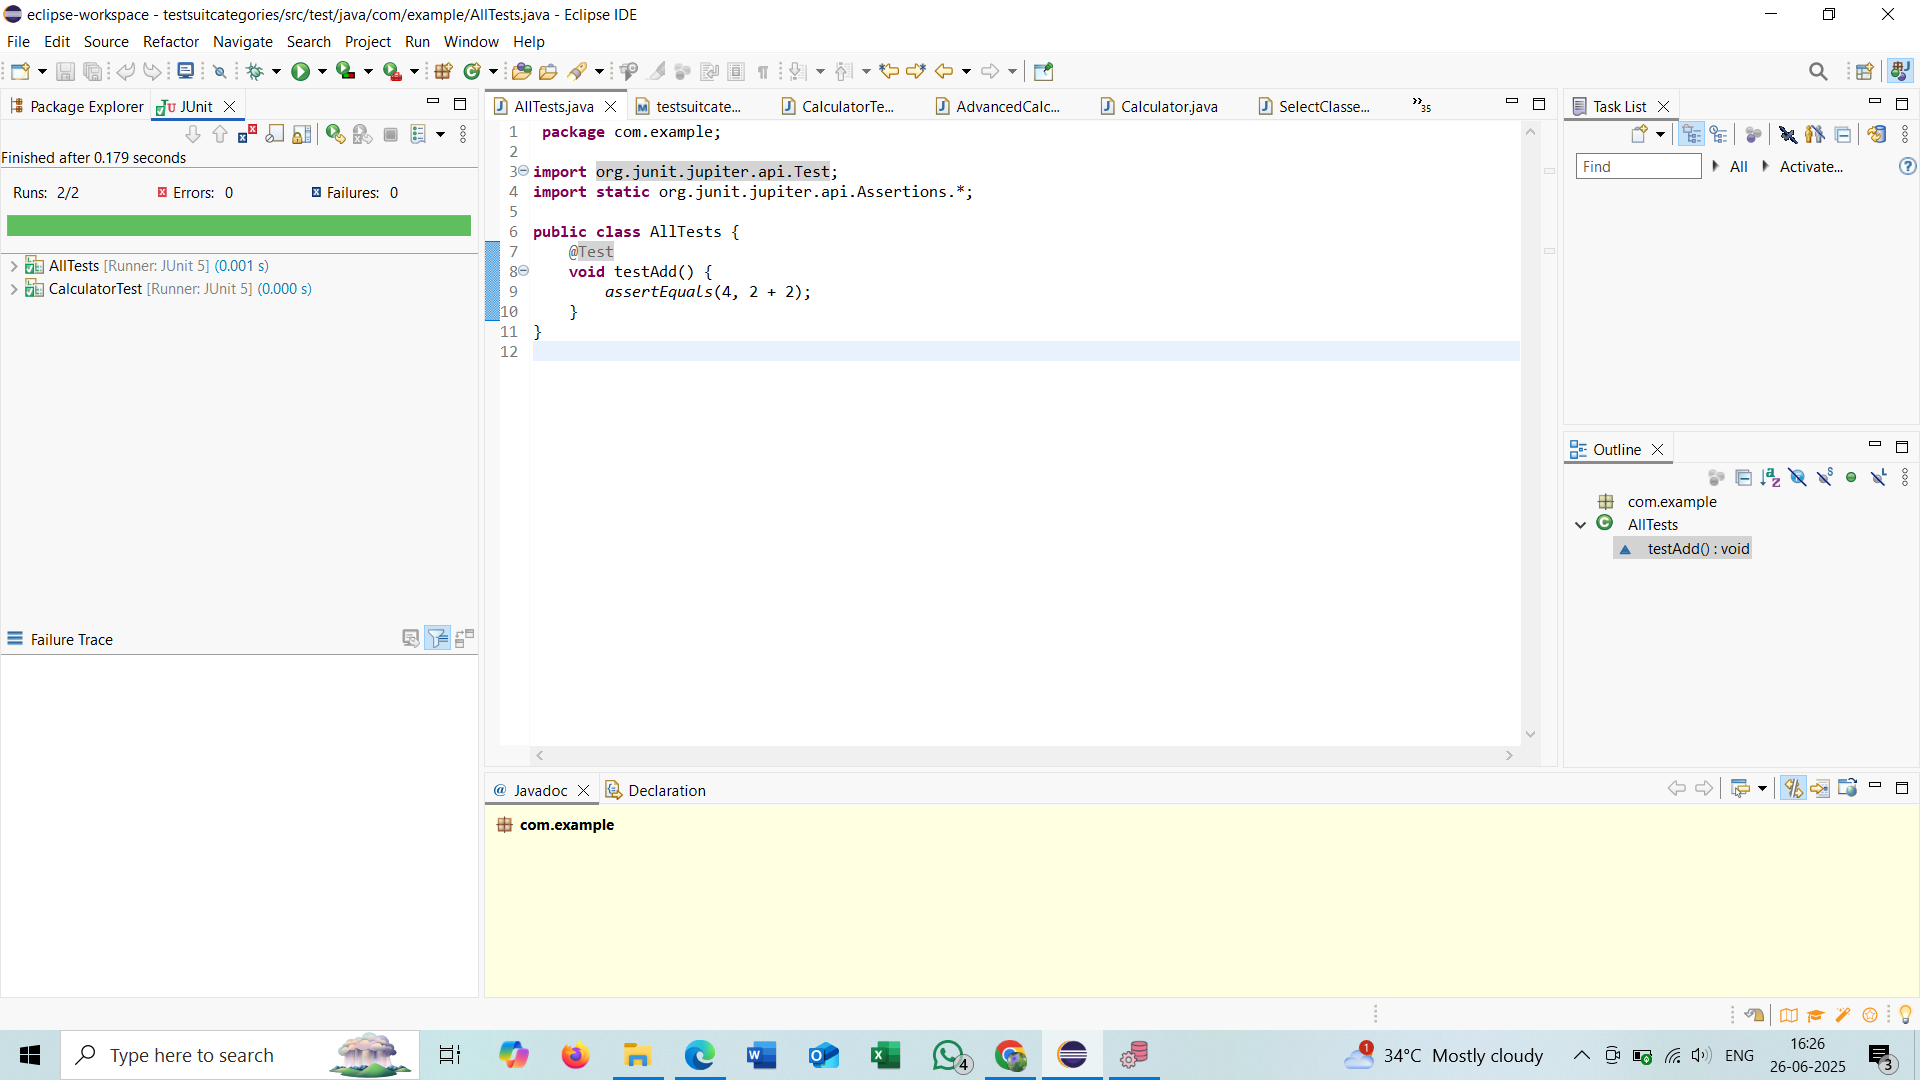 eclipse-workspace - testsuitcategories/src/test/java/com/example/AllTests.java - Eclipse IDE
File Edit Source Refactor Navigate Search Project Run Window Help
Package Explorer
JUnit
Finished after 0.179 seconds
Runs: 2/2 Errors: 0 Failures: 0
AllTests [Runner: JUnit 5] (0.001 s)
CalculatorTest [Runner: JUnit 5] (0.000 s)
Failure Trace
AllTests.java
testsuitcate...
CalculatorTe...
AdvancedCalc...
Calculator.java
SelectClasse...
»35
1 package com.example;
2
3 import org.junit.jupiter.api.Test;
4 import static org.junit.jupiter.api.Assertions.*;
5
6 public class AllTests {
7 @Test
8 void testAdd() {
9 assertEquals(4, 2 + 2);
10 }
11 }
12
Task List
Find
All
Activate...
Outline
com.example
AllTests
testAdd() : void
@ Javadoc
Declaration
com.example
Type here to search
4
1
34°C Mostly cloudy
ENG
16:26
26-06-2025
3